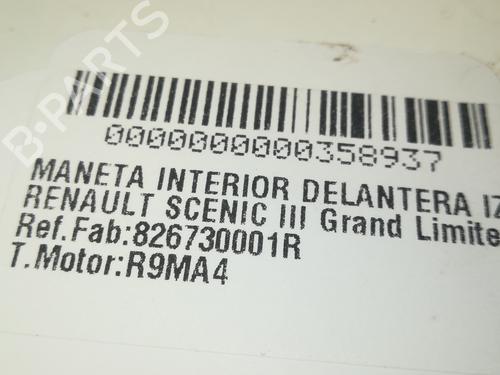 B-PARTS
0000000000358937
MANETA INTERIOR DELANTERA IZ
RENAULT SCENIC III Grand Limite
Ref.Fab:826730001R
T.Motor:R9MA4